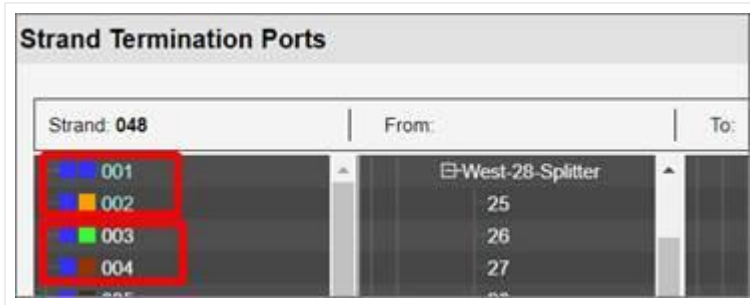 Strand Termination Ports
Strand: 048 From: To:
001 West-28-Splitter
002 25
003 26
004 27